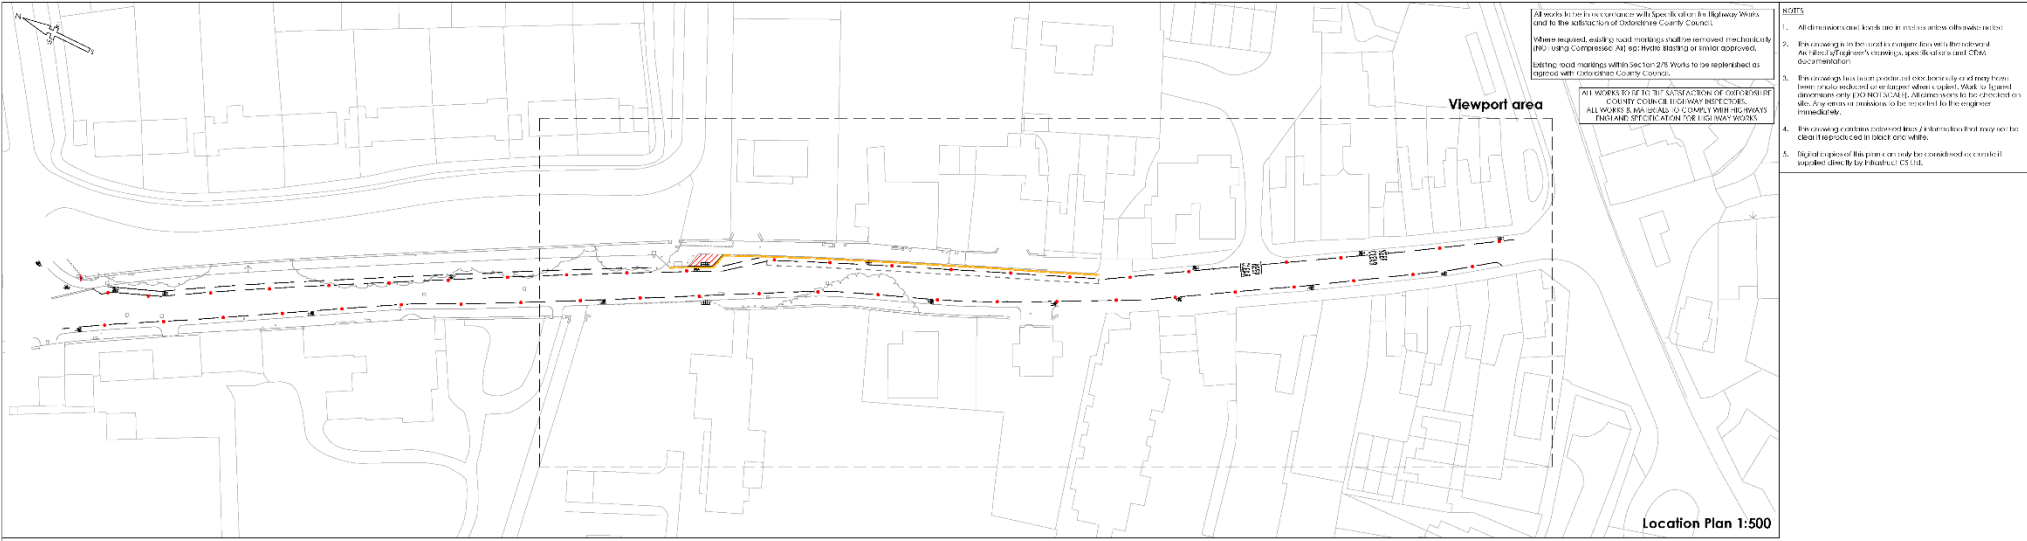 N
S
All works to be in accordance with Specification for Highway Works
and to the satisfaction of Oxfordshire County Council.
Where required, existing road markings shall be removed mechanically
(NOT using Compressed Air) eg: Hydro Blasting or similar approved.
Existing road markings within Section 278 Works to be replenished as
agreed with Oxfordshire County Council.
ALL WORKS TO BE TO THE SATISFACTION OF OXFORDSHIRE
COUNTY COUNCIL HIGHWAY INSPECTORS.
ALL WORKS & MATERIALS TO COMPLY WITH HIGHWAYS
ENGLAND SPECIFICATION FOR HIGHWAY WORKS
Viewport area
Location Plan 1:500
NOTES
1. All dimensions and levels are in metres unless otherwise noted
2. This drawing is to be read in conjunction with the relevant
Architect's/Engineer's drawings, specifications and CDM
documentation
3. This drawings has been produced electronically and may have
been photo reduced or enlarged when copied. Work to figured
dimensions only (DO NOT SCALE). All dimensions to be checked on
site. Any errors or omissions to be reported to the engineer
immediately.
4. This drawing contains coloured lines / information that may not be
clear if reproduced in black and white.
5. Digital copies of this plan can only be considered accurate if
supplied directly by Infrastruct CS Ltd.